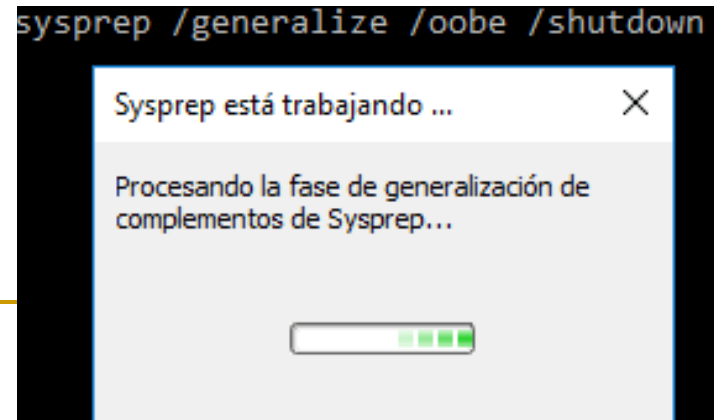 sysprep /generalize /oobe /shutdown
Sysprep está trabajando ...
Procesando la fase de generalización de
complementos de Sysprep...